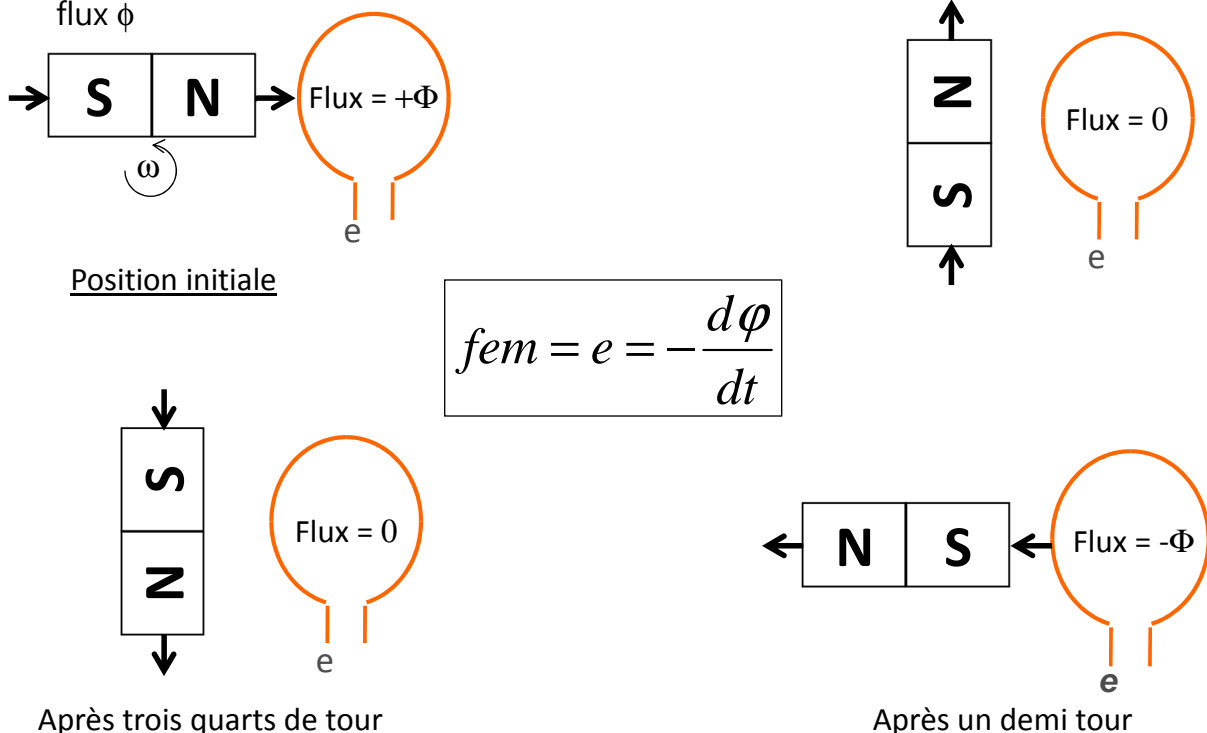 flux ϕ
S N
Flux = +Φ
ω
e
Position initiale
N
S
Flux = 0
e
fem = e = - dφ/dt
S
N
Flux = 0
e
Après trois quarts de tour
N S
Flux = -Φ
e
Après un demi tour